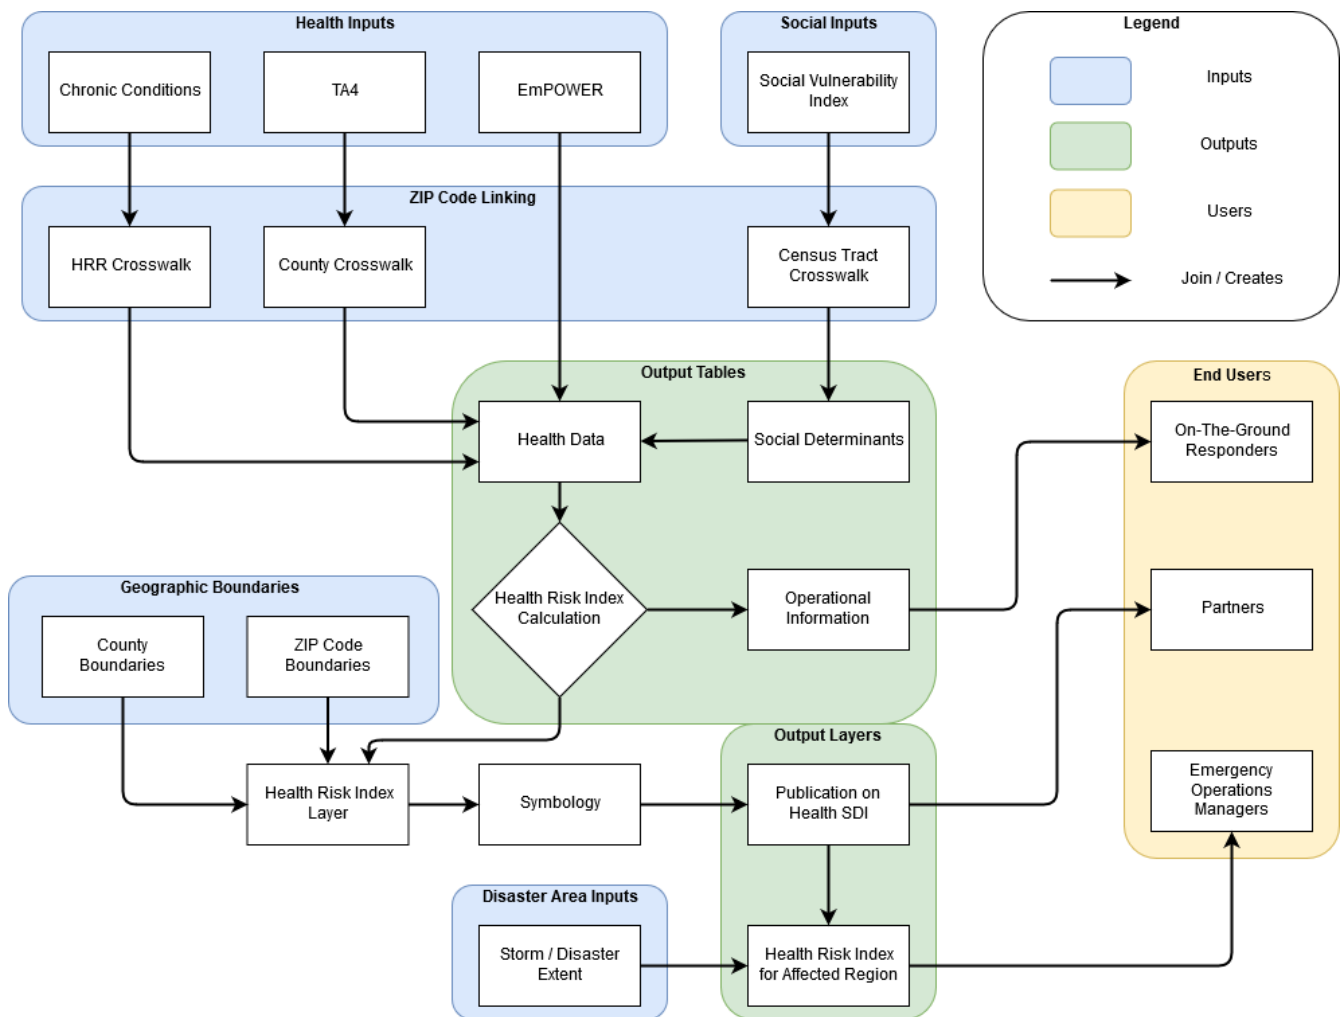 Health Inputs
Social Inputs
Legend
Chronic Conditions
TA4
EmPOWER
Social Vulnerability
Index
Inputs
Outputs
ZIP Code Linking
Users
HRR Crosswalk
County Crosswalk
Census Tract
Crosswalk
Join / Creates
Output Tables
End Users
Health Data
Social Determinants
On-The-Ground
Responders
Geographic Boundaries
Health Risk Index
Calculation
Operational
Information
Partners
County
Boundaries
ZIP Code
Boundaries
Output Layers
Health Risk Index
Layer
Symbology
Publication on
Health SDI
Emergency
Operations
Managers
Disaster Area Inputs
Storm / Disaster
Extent
Health Risk Index
for Affected Region